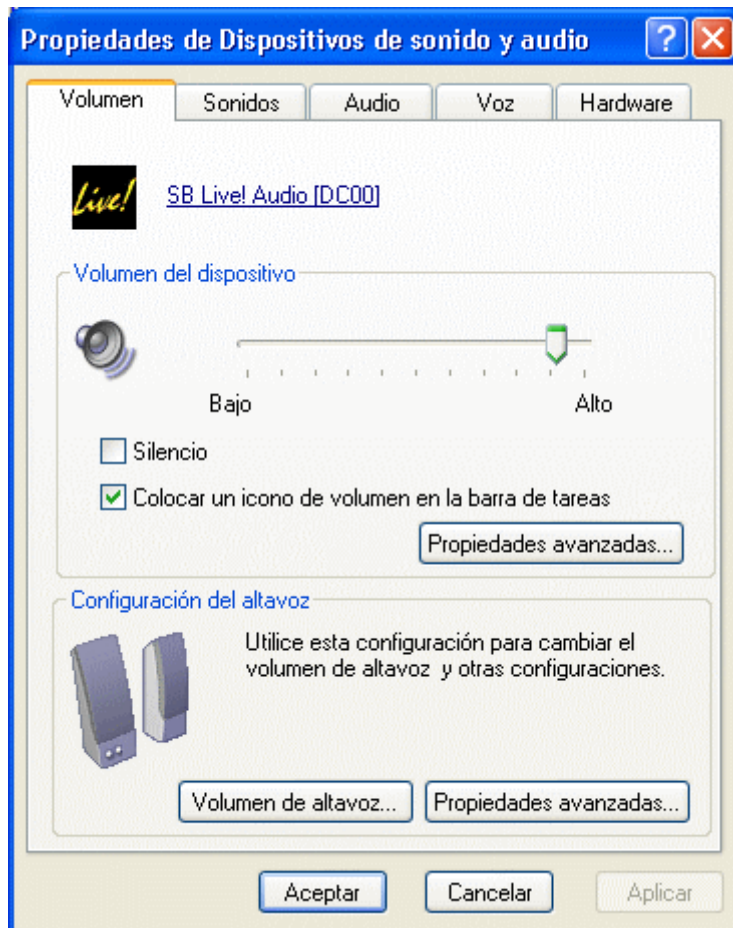 Propiedades de Dispositivos de sonido y audio
Volumen Sonidos Audio Voz Hardware
Live! SB Live! Audio [DC00]
Volumen del dispositivo
Bajo Alto
Silencio
Colocar un icono de volumen en la barra de tareas
Propiedades avanzadas...
Configuración del altavoz
Utilice esta configuración para cambiar el
volumen de altavoz y otras configuraciones.
Volumen de altavoz... Propiedades avanzadas...
Aceptar Cancelar Aplicar